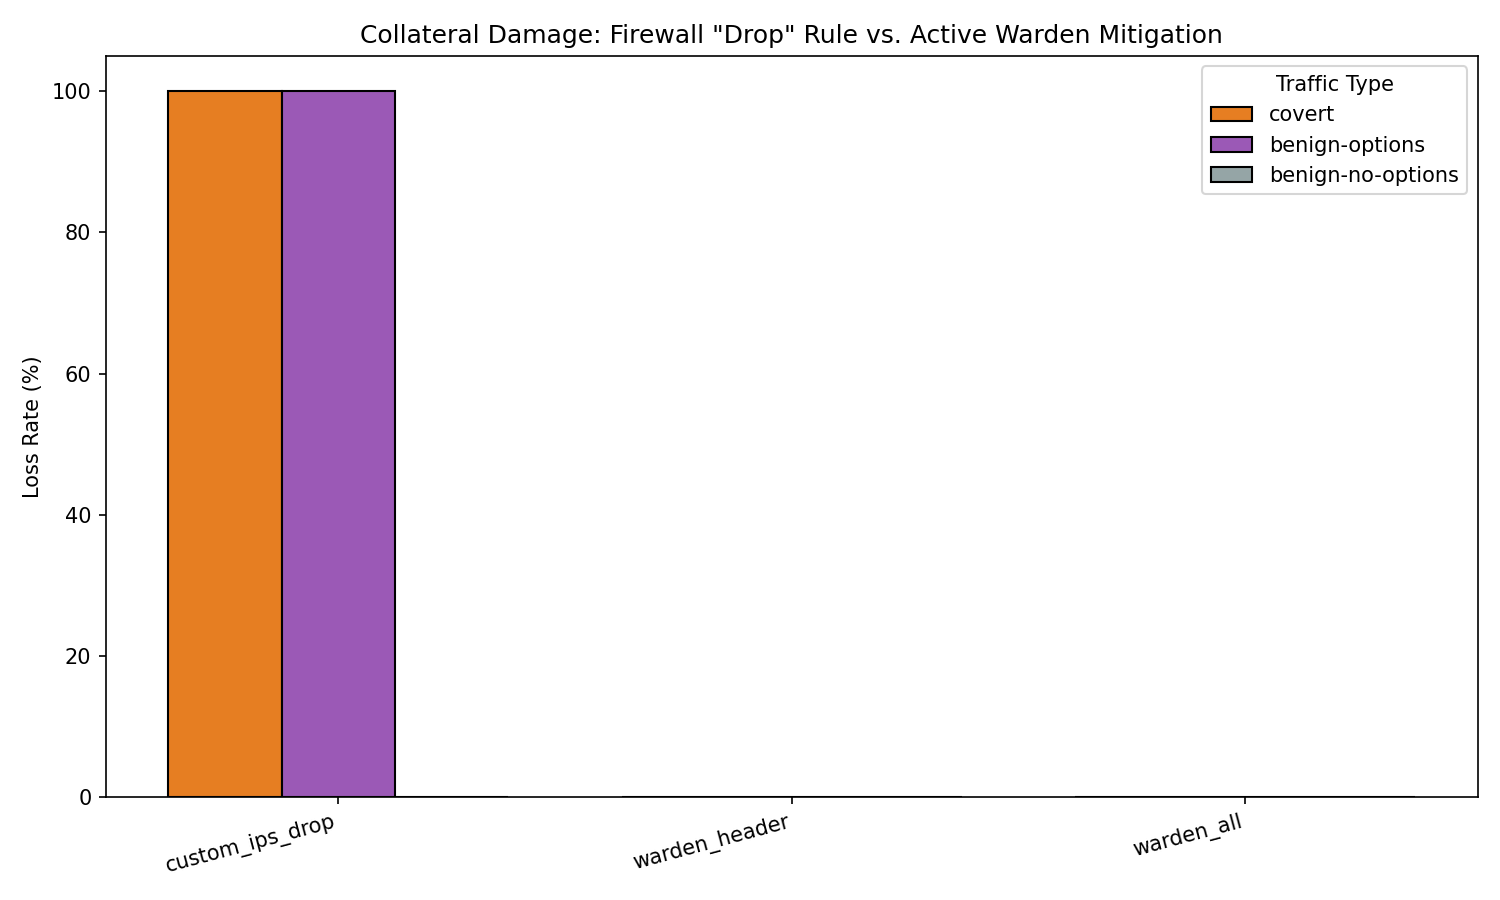 Collateral Damage: Firewall "Drop" Rule vs. Active Warden Mitigation
Traffic Type
covert
benign-options
benign-no-options
Loss Rate (%)
100
80
60
40
20
0
custom_ips_drop
warden_header
warden_all